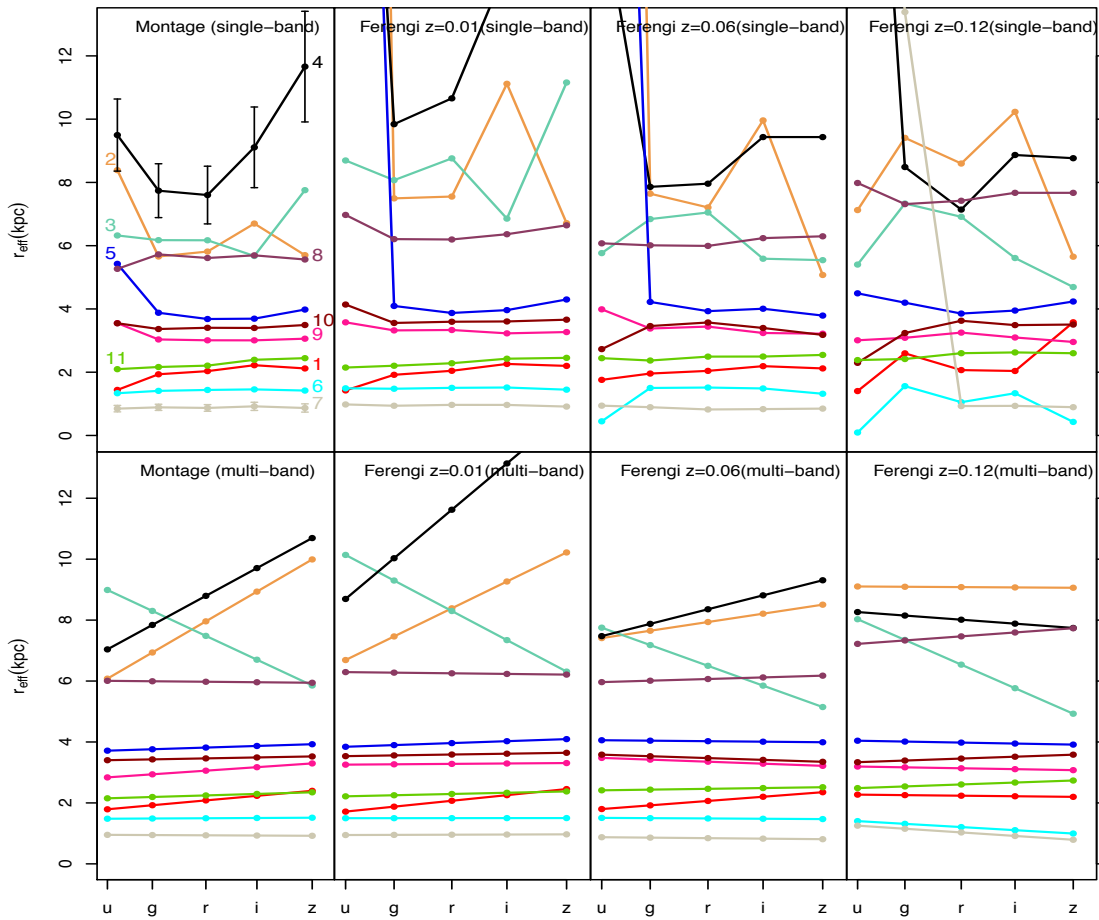 Montage (single−band)
Ferengi z=0.01(single−band)
Ferengi z=0.06(single−band)
Ferengi z=0.12(single−band)
12
10
8
6
4
2
0
reff(kpc)
4
2
3
5
8
10
9
11
1
6
7
Montage (multi−band)
Ferengi z=0.01(multi−band)
Ferengi z=0.06(multi−band)
Ferengi z=0.12(multi−band)
12
10
8
6
4
2
0
reff(kpc)
u g r i z
u g r i z
u g r i z
u g r i z